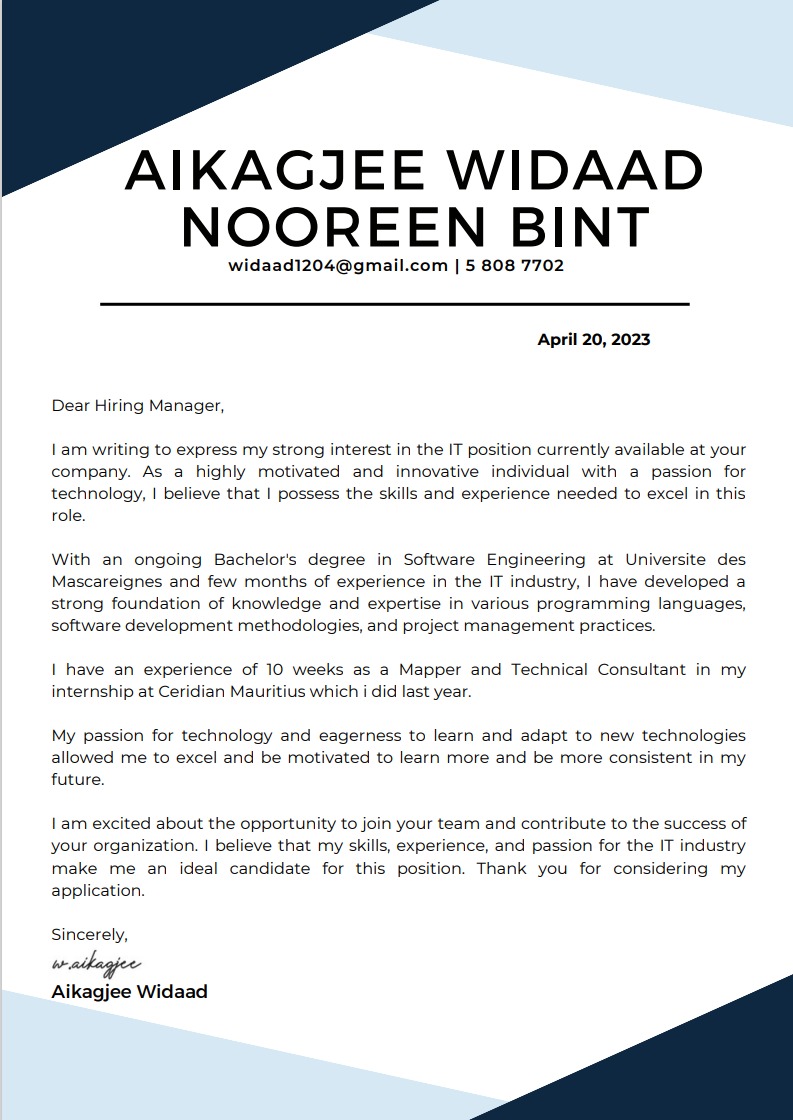 AIKAGJEE WIDAAD
NOOREEN BINT
widaad1204@gmail.com | 5 808 7702
April 20, 2023
Dear Hiring Manager,
I am writing to express my strong interest in the IT position currently available at your
company. As a highly motivated and innovative individual with a passion for
technology, I believe that I possess the skills and experience needed to excel in this
role.
With an ongoing Bachelor's degree in Software Engineering at Universite des
Mascareignes and few months of experience in the IT industry, I have developed a
strong foundation of knowledge and expertise in various programming languages,
software development methodologies, and project management practices.
I have an experience of 10 weeks as a Mapper and Technical Consultant in my
internship at Ceridian Mauritius which i did last year.
My passion for technology and eagerness to learn and adapt to new technologies
allowed me to excel and be motivated to learn more and be more consistent in my
future.
I am excited about the opportunity to join your team and contribute to the success of
your organization. I believe that my skills, experience, and passion for the IT industry
make me an ideal candidate for this position. Thank you for considering my
application.
Sincerely,
w.aikagjee
Aikagjee Widaad